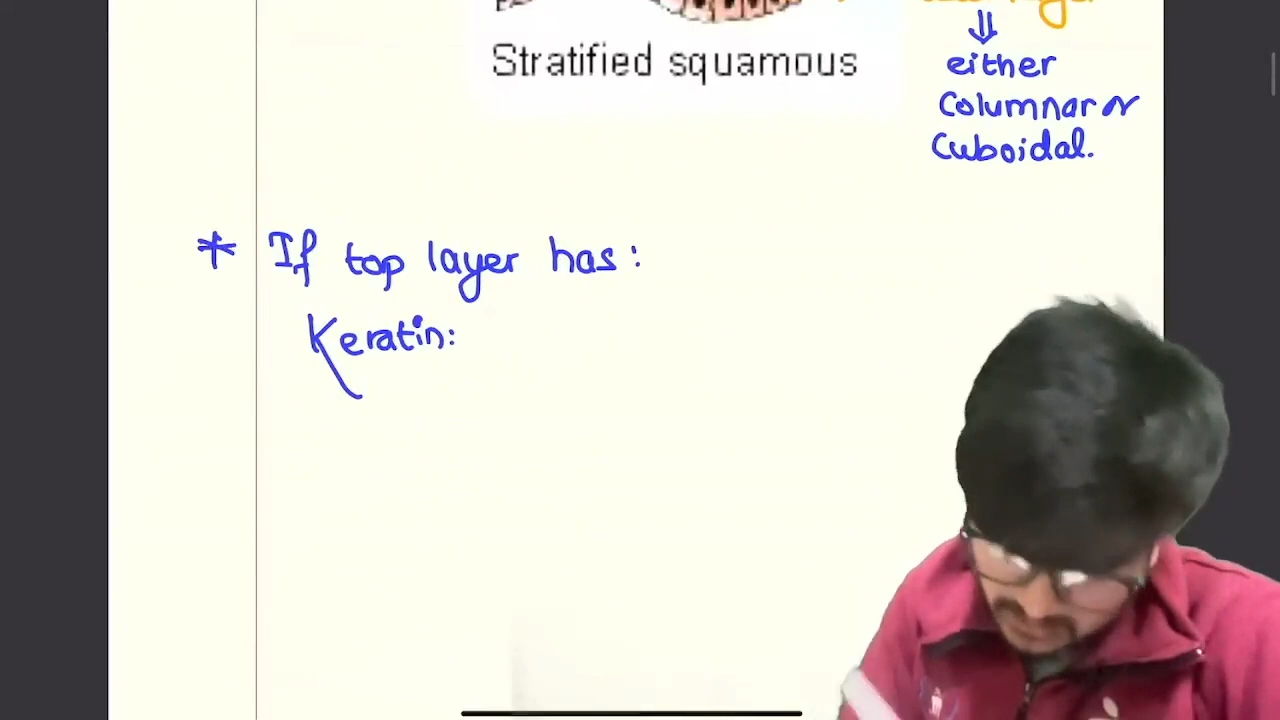 Stratified squamous
either
Columnar or
Cuboidal.
* If top layer has:
Keratin: